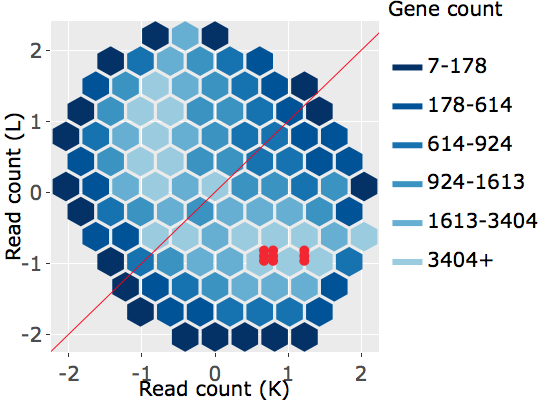 Gene count
7-178
178-614
614-924
924-1613
1613-3404
3404+
Read count (L)
2
1
0
-1
-2
-2 -1 0 1 2
Read count (K)